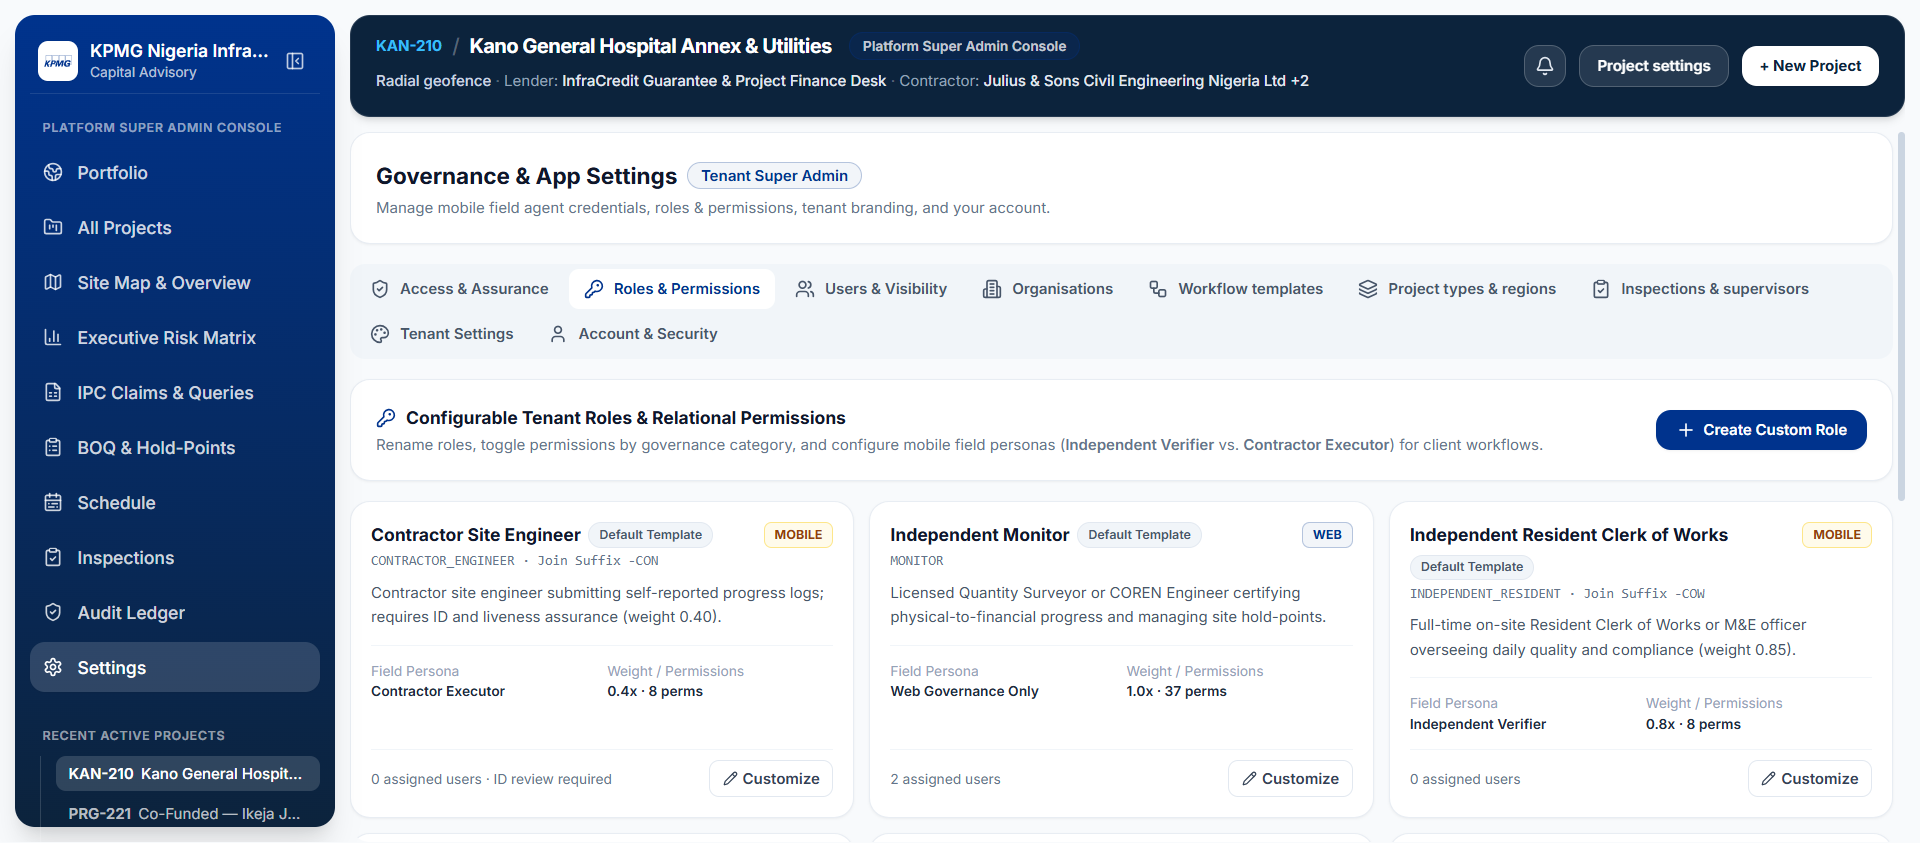 KPMG
KPMG Nigeria Infra...
Capital Advisory
PLATFORM SUPER ADMIN CONSOLE
Portfolio
All Projects
Site Map & Overview
Executive Risk Matrix
IPC Claims & Queries
BOQ & Hold-Points
Schedule
Inspections
Audit Ledger
Settings
RECENT ACTIVE PROJECTS
KAN-210 Kano General Hospit...
PRG-221 Co-Funded — Ikeja J...
KAN-210 / Kano General Hospital Annex & Utilities Platform Super Admin Console
Radial geofence · Lender: InfraCredit Guarantee & Project Finance Desk · Contractor: Julius & Sons Civil Engineering Nigeria Ltd +2
Project settings
+ New Project
Governance & App Settings Tenant Super Admin
Manage mobile field agent credentials, roles & permissions, tenant branding, and your account.
Access & Assurance Roles & Permissions Users & Visibility Organisations Workflow templates Project types & regions Inspections & supervisors
Tenant Settings Account & Security
Configurable Tenant Roles & Relational Permissions
Rename roles, toggle permissions by governance category, and configure mobile field personas (Independent Verifier vs. Contractor Executor) for client workflows.
Create Custom Role
Contractor Site Engineer Default Template MOBILE
CONTRACTOR_ENGINEER · Join Suffix -CON
Contractor site engineer submitting self-reported progress logs;
requires ID and liveness assurance (weight 0.40).
Field Persona Weight / Permissions
Contractor Executor 0.4x · 8 perms
0 assigned users · ID review required Customize
Independent Monitor Default Template WEB
MONITOR
Licensed Quantity Surveyor or COREN Engineer certifying
physical-to-financial progress and managing site hold-points.
Field Persona Weight / Permissions
Web Governance Only 1.0x · 37 perms
2 assigned users Customize
Independent Resident Clerk of Works MOBILE
Default Template
INDEPENDENT_RESIDENT · Join Suffix -COW
Full-time on-site Resident Clerk of Works or M&E officer
overseeing daily quality and compliance (weight 0.85).
Field Persona Weight / Permissions
Independent Verifier 0.8x · 8 perms
0 assigned users Customize